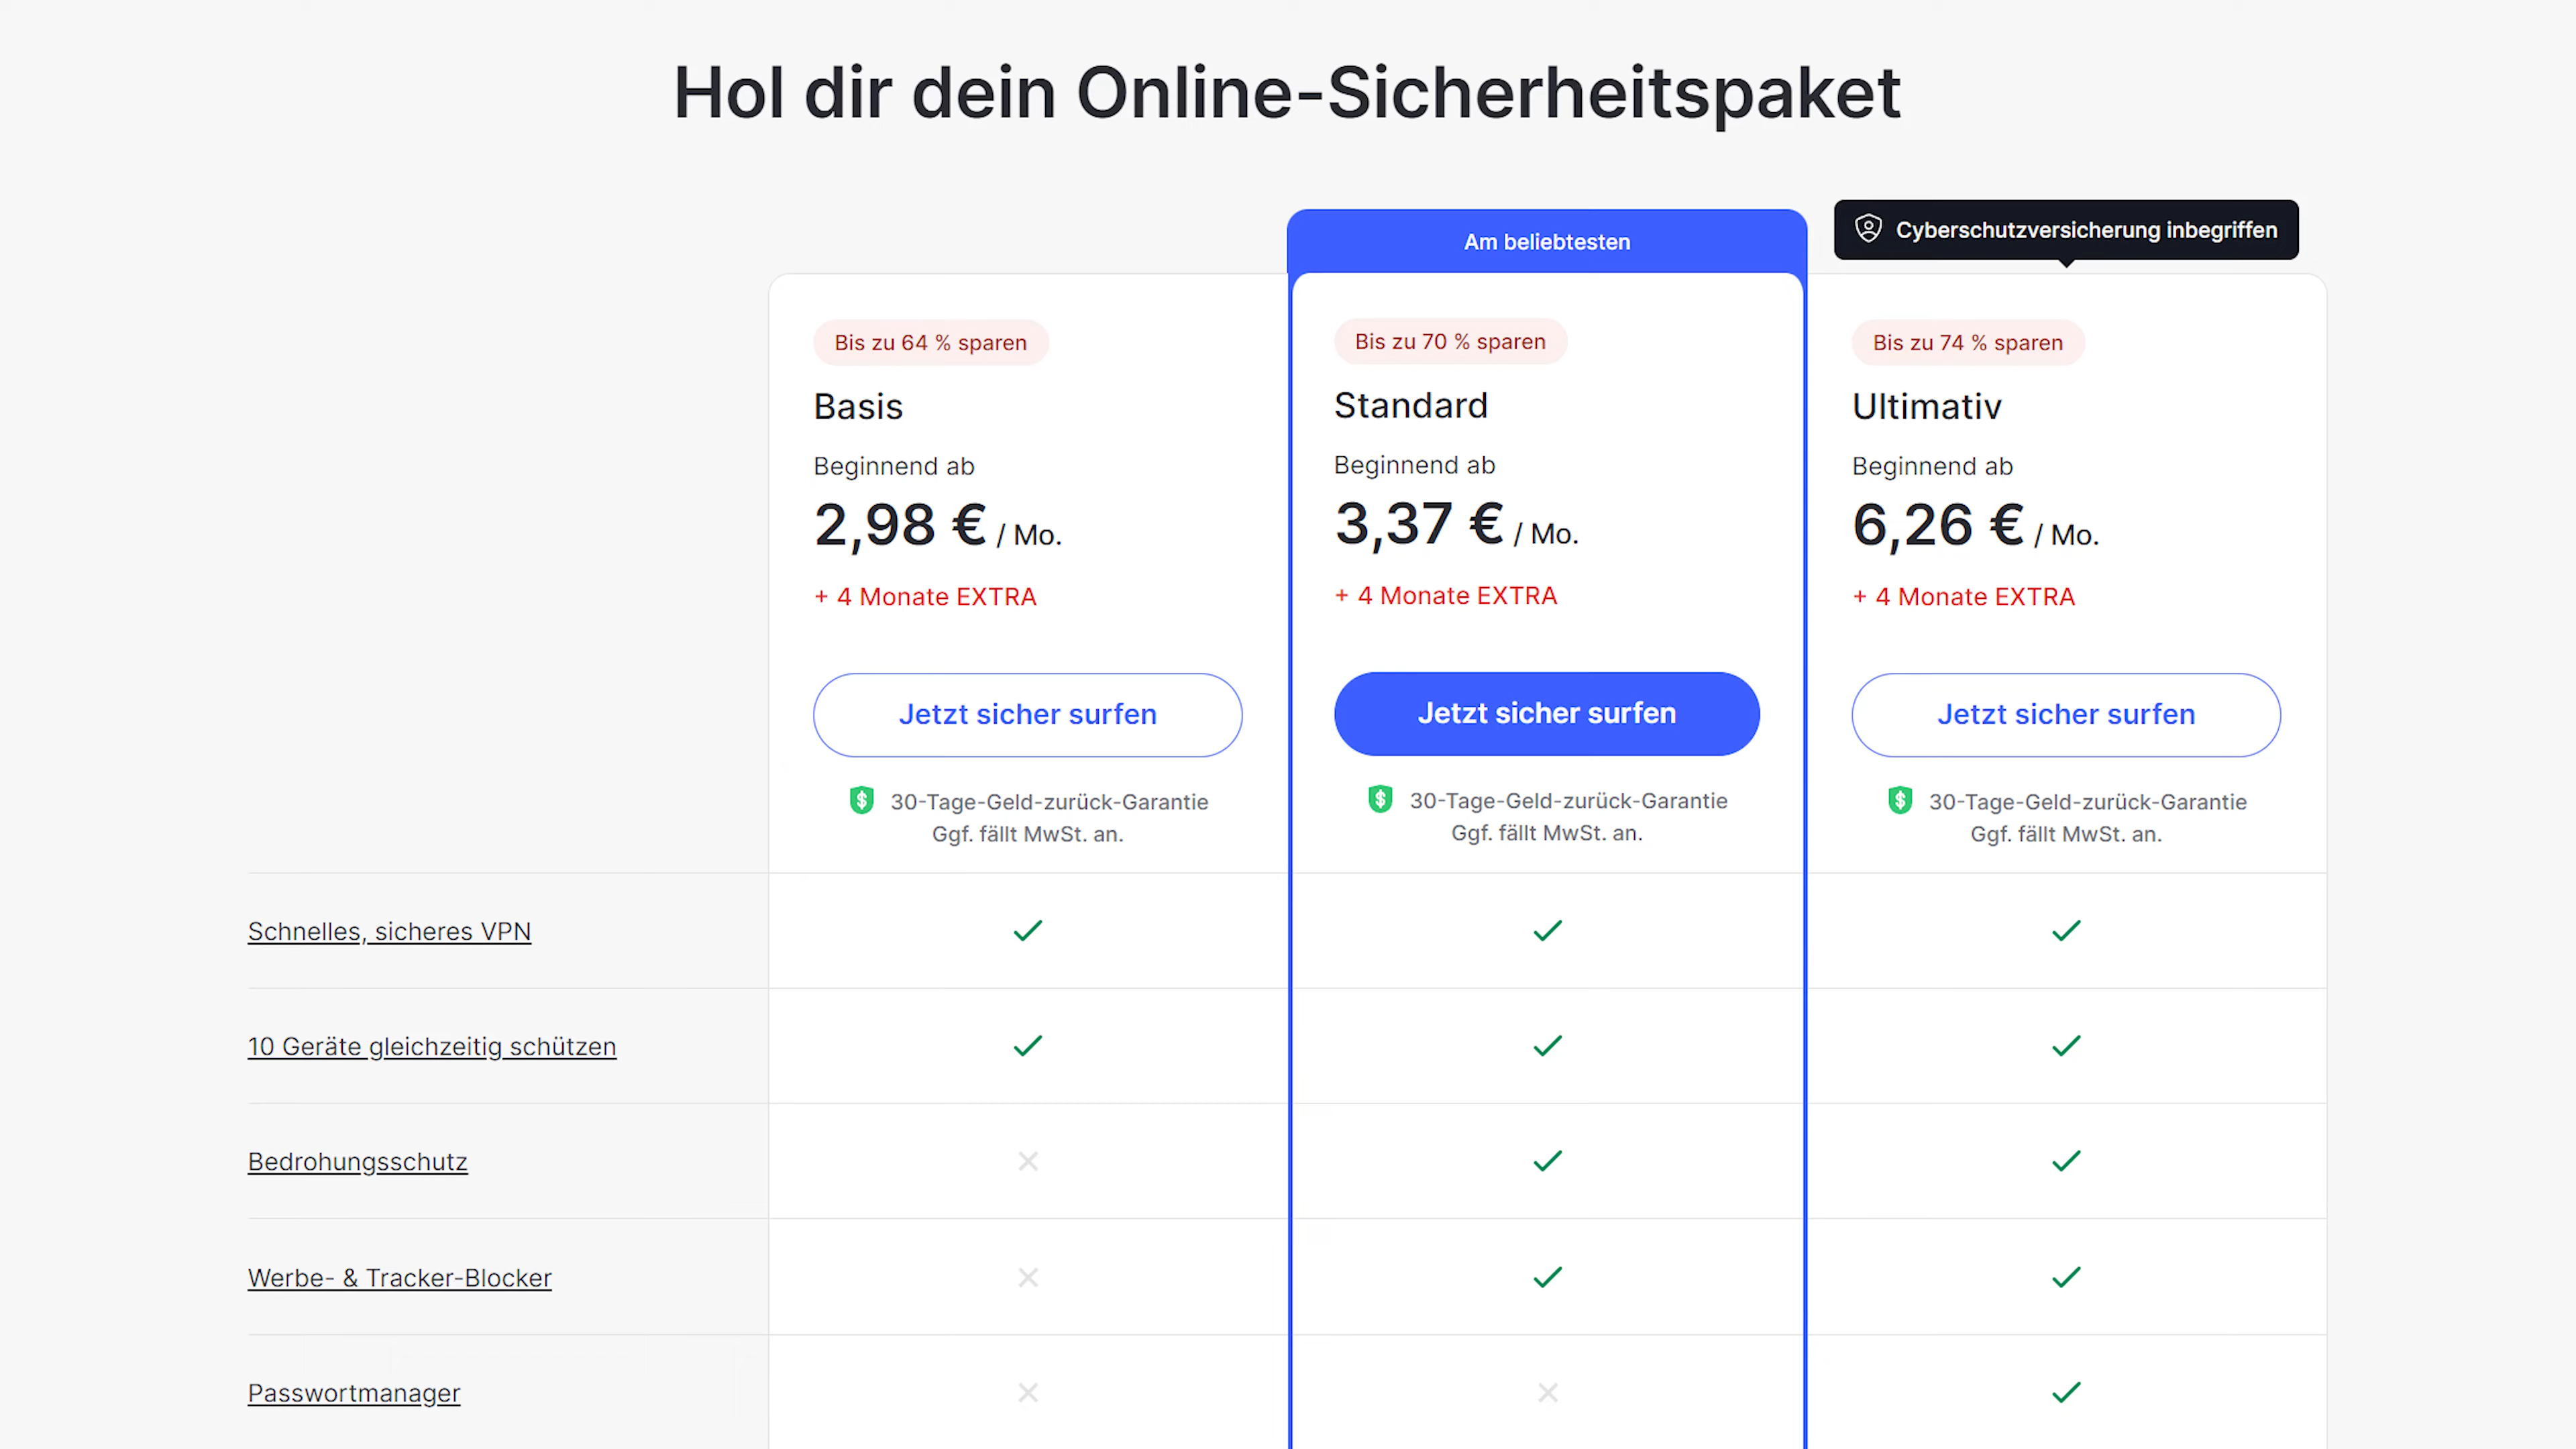 Hol dir dein Online-Sicherheitspaket
Am beliebtesten
Cyberschutzversicherung inbegriffen
Bis zu 64 % sparen
Basis
Beginnend ab
2,98 € / Mo.
+ 4 Monate EXTRA
Jetzt sicher surfen
30-Tage-Geld-zurück-Garantie
Ggf. fällt MwSt. an.
Bis zu 70 % sparen
Standard
Beginnend ab
3,37 € / Mo.
+ 4 Monate EXTRA
Jetzt sicher surfen
30-Tage-Geld-zurück-Garantie
Ggf. fällt MwSt. an.
Bis zu 74 % sparen
Ultimativ
Beginnend ab
6,26 € / Mo.
+ 4 Monate EXTRA
Jetzt sicher surfen
30-Tage-Geld-zurück-Garantie
Ggf. fällt MwSt. an.
Schnelles, sicheres VPN
10 Geräte gleichzeitig schützen
Bedrohungsschutz
Werbe- & Tracker-Blocker
Passwortmanager